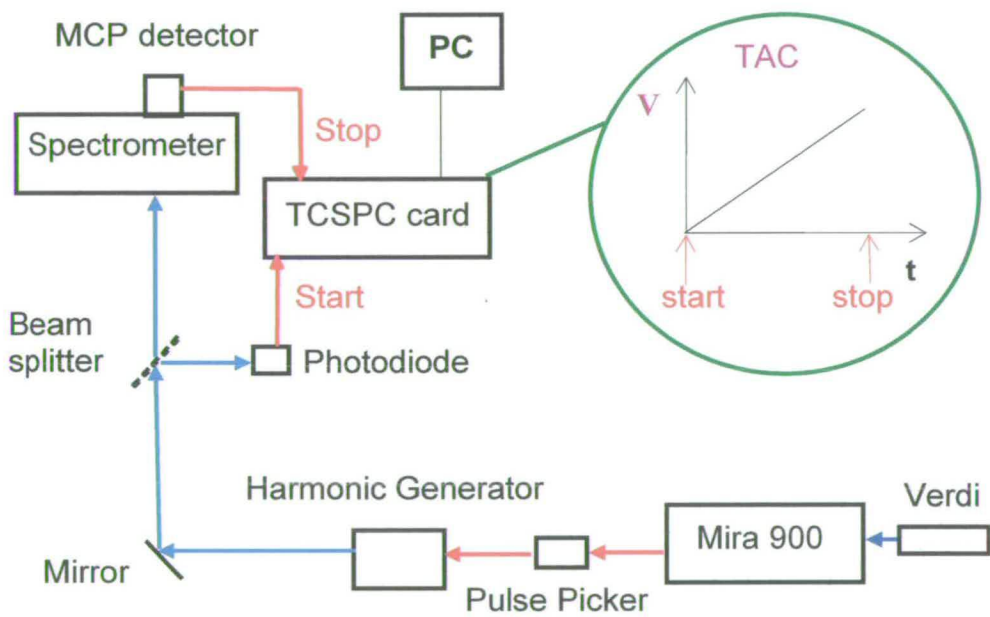 MCP detector
PC
TAC
V
Stop
Spectrometer
TCSPC card
t
Start
start
stop
Beam
splitter
Photodiode
Harmonic Generator
Verdi
Mira 900
Mirror
Pulse Picker